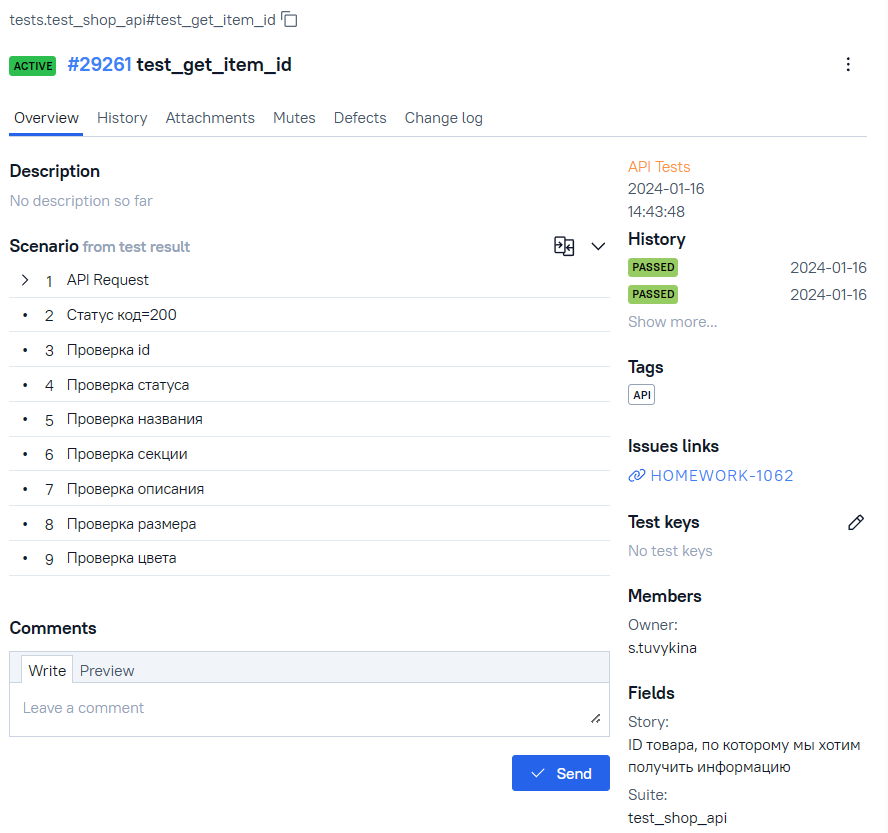 tests.test_shop_api#test_get_item_id
ACTIVE #29261 test_get_item_id
Overview History Attachments Mutes Defects Change log
Description
No description so far
Scenario from test result
1 API Request
2 Статус код=200
3 Проверка id
4 Проверка статуса
5 Проверка названия
6 Проверка секции
7 Проверка описания
8 Проверка размера
9 Проверка цвета
Comments
Write Preview
Leave a comment
Send
API Tests
2024-01-16
14:43:48
History
PASSED 2024-01-16
PASSED 2024-01-16
Show more...
Tags
API
Issues links
HOMEWORK-1062
Test keys
No test keys
Members
Owner:
s.tuvykina
Fields
Story:
ID товара, по которому мы хотим
получить информацию
Suite:
test_shop_api